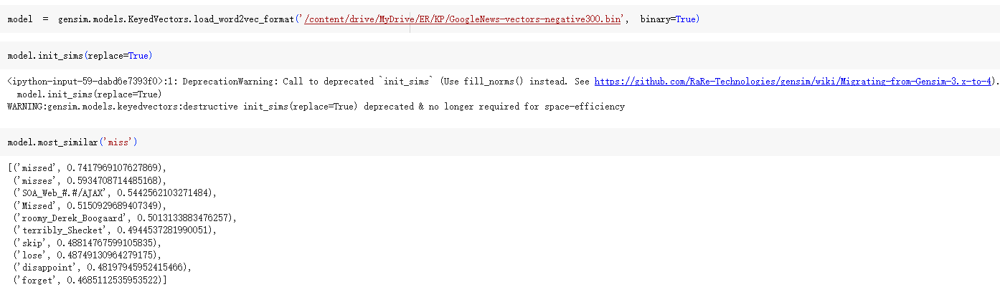 model = gensim.models.KeyedVectors.load_word2vec_format('/content/drive/MyDrive/ER/KP/GoogleNews-vectors-negative300.bin', binary=True)
model.init_sims(replace=True)
<ipython-input-59-dabd6e7393f0>:1: DeprecationWarning: Call to deprecated `init_sims` (Use fill_norms() instead. See https://github.com/RaRe-Technologies/gensim/wiki/Migrating-from-Gensim-3.x-to-4).
  model.init_sims(replace=True)
WARNING:gensim.models.keyedvectors:destructive init_sims(replace=True) deprecated & no longer required for space-efficiency
model.most_similar('miss')
[('missed', 0.7417969107627869),
 ('misses', 0.5934708714485168),
 ('SOA_Web_#.#/AJAX', 0.5442562103271484),
 ('Missed', 0.5150929689407349),
 ('roomy_Derek_Boogaard', 0.5013133883476257),
 ('terribly_Shecket', 0.4944537281990051),
 ('skip', 0.48814767599105835),
 ('lose', 0.48749130964279175),
 ('disappoint', 0.48197945952415466),
 ('forget', 0.4685112535953522)]